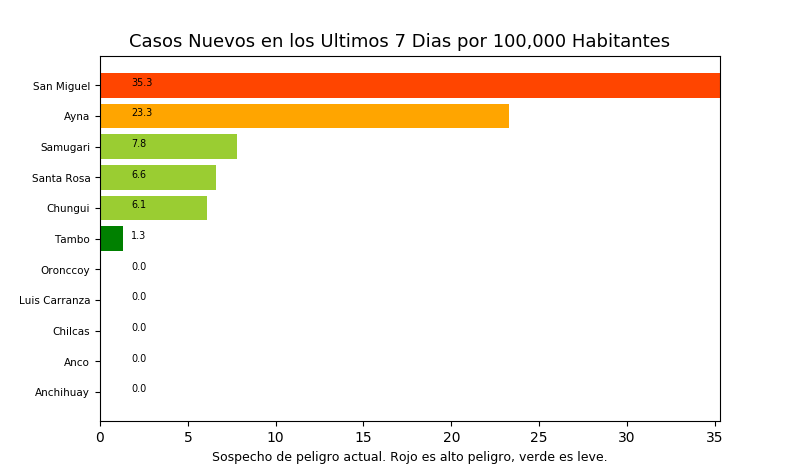 Casos Nuevos en los Ultimos 7 Dias por 100,000 Habitantes
San Miguel 35.3
Ayna 23.3
Samugari 7.8
Santa Rosa 6.6
Chungui 6.1
Tambo 1.3
Oronccoy 0.0
Luis Carranza 0.0
Chilcas 0.0
Anco 0.0
Anchihuay 0.0
0 5 10 15 20 25 30 35
Sospecho de peligro actual. Rojo es alto peligro, verde es leve.